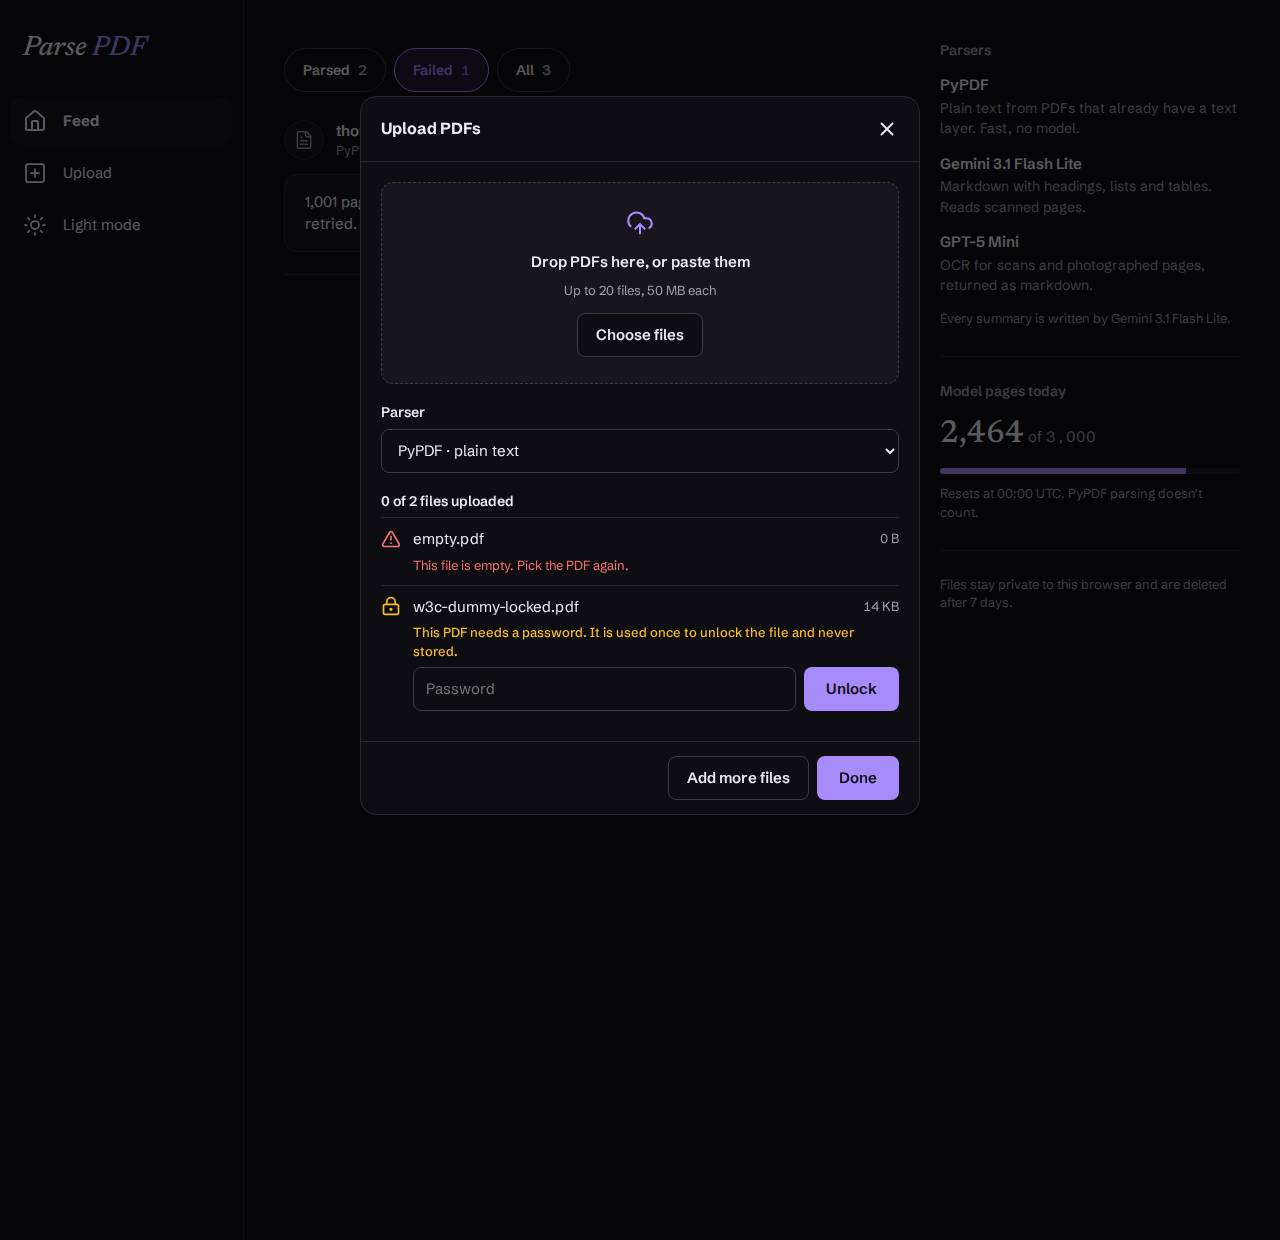 Parse PDF
Feed
Upload
Light mode
Parsed 2
Failed 1
All 3
tho
PyP
1,001 pag
retried.
Upload PDFs
Drop PDFs here, or paste them
Up to 20 files, 50 MB each
Choose files
Parser
PyPDF · plain text
0 of 2 files uploaded
empty.pdf
0 B
This file is empty. Pick the PDF again.
w3c-dummy-locked.pdf
14 KB
This PDF needs a password. It is used once to unlock the file and never
stored.
Password
Unlock
Add more files
Done
Parsers
PyPDF
Plain text from PDFs that already have a text
layer. Fast, no model.
Gemini 3.1 Flash Lite
Markdown with headings, lists and tables.
Reads scanned pages.
GPT-5 Mini
OCR for scans and photographed pages,
returned as markdown.
Every summary is written by Gemini 3.1 Flash Lite.
Model pages today
2,464 of 3,000
Resets at 00:00 UTC. PyPDF parsing doesn't
count.
Files stay private to this browser and are deleted
after 7 days.